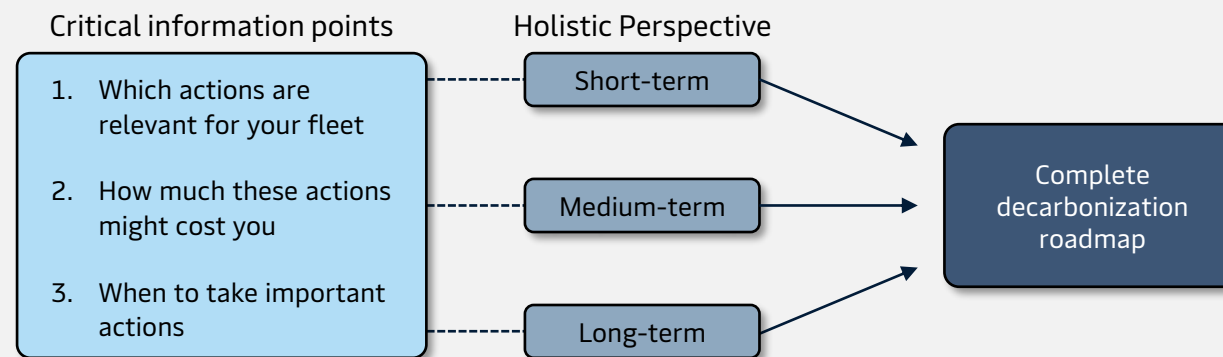 Critical information points
Holistic Perspective
1. Which actions are
relevant for your fleet
2. How much these actions
might cost you
3. When to take important
actions
Short-term
Medium-term
Long-term
Complete
decarbonization
roadmap